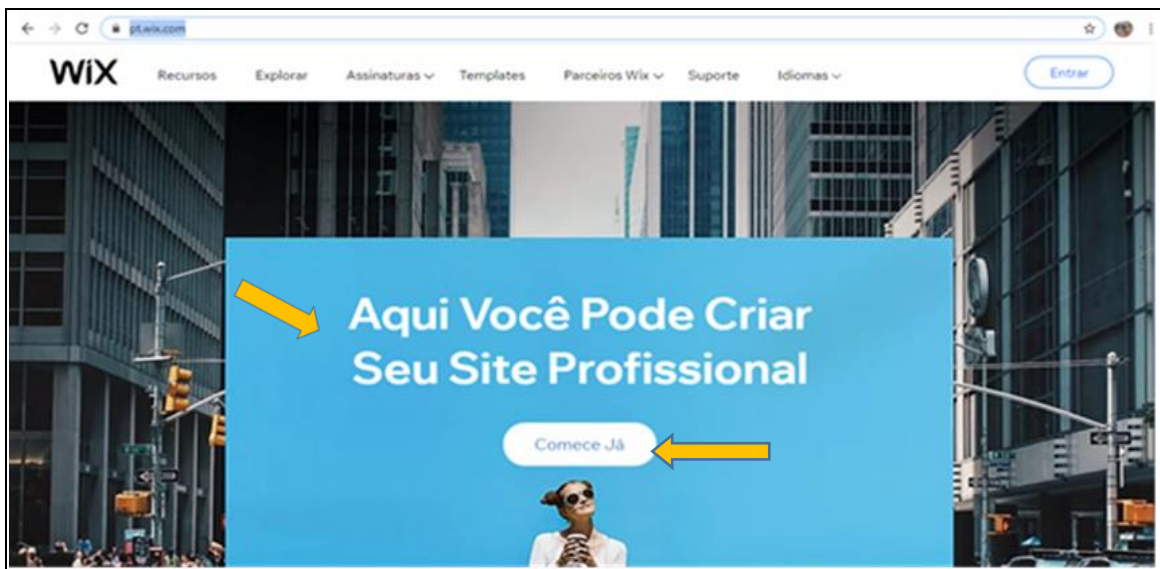 pt.wix.com
WiX Recursos Explorar Assinaturas Templates Parceiros Wix Suporte Idiomas Entrar
Aqui Você Pode Criar
Seu Site Profissional
Comece Já